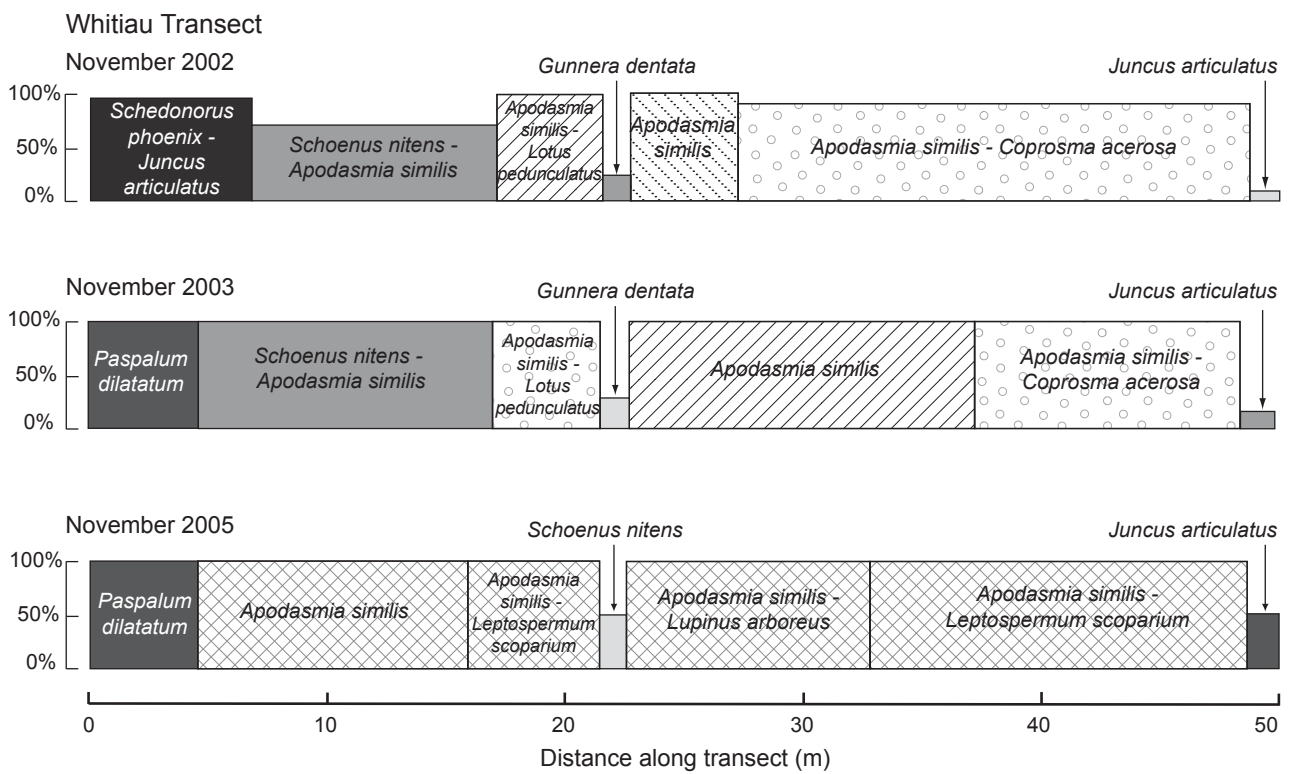 Whitiau Transect
November 2002
Gunnera dentata
Juncus articulatus
100%
50%
0%
Schedonorus
phoenix -
Juncus
articulatus
Schoenus nitens -
Apodasmia similis
Apodasmia
similis -
Lotus
pedunculatus
Apodasmia
similis
Apodasmia similis - Coprosma acerosa
November 2003
Gunnera dentata
Juncus articulatus
100%
50%
0%
Paspalum
dilatatum
Schoenus nitens -
Apodasmia similis
Apodasmia
similis -
Lotus
pedunculatus
Apodasmia similis
Apodasmia similis -
Coprosma acerosa
November 2005
Schoenus nitens
Juncus articulatus
100%
50%
0%
Paspalum
dilatatum
Apodasmia similis
Apodasmia
similis -
Leptospermum
scoparium
Apodasmia similis -
Lupinus arboreus
Apodasmia similis -
Leptospermum scoparium
0 10 20 30 40 50
Distance along transect (m)